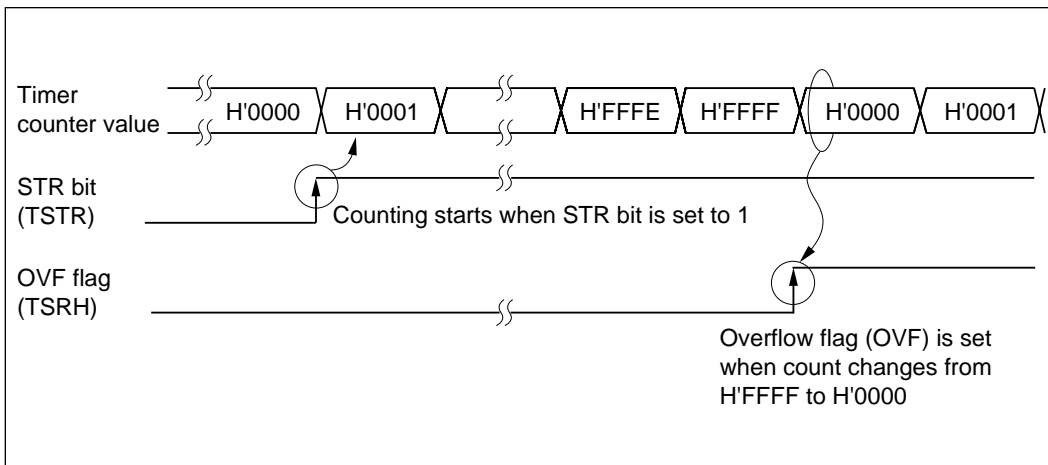 Timer
counter value
H'0000 H'0001 H'FFFE H'FFFF H'0000 H'0001
STR bit
(TSTR)
Counting starts when STR bit is set to 1
OVF flag
(TSRH)
Overflow flag (OVF) is set
when count changes from
H'FFFF to H'0000